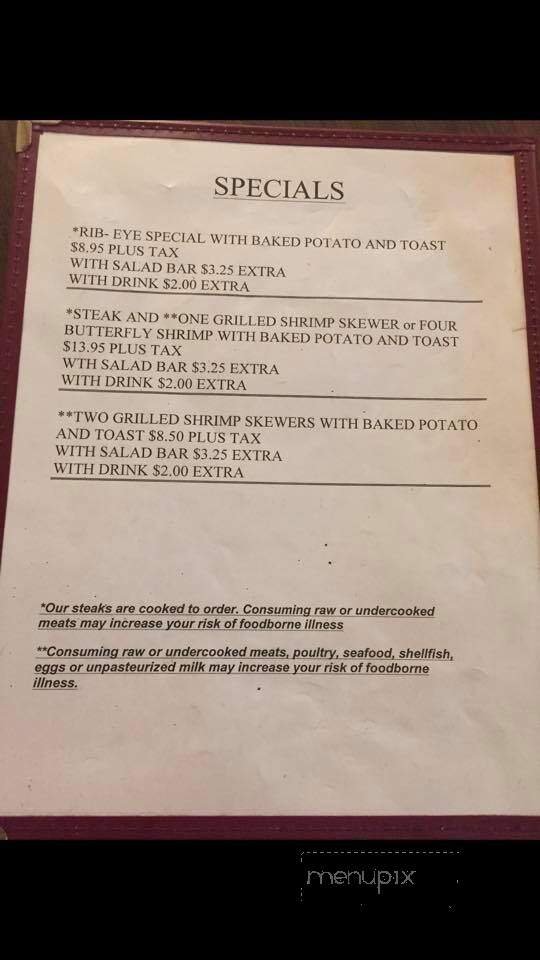 SPECIALS
*RIB- EYE SPECIAL WITH BAKED POTATO AND TOAST
$8.95 PLUS TAX
WITH SALAD BAR $3.25 EXTRA
WITH DRINK $2.00 EXTRA
*STEAK AND **ONE GRILLED SHRIMP SKEWER or FOUR
BUTTERFLY SHRIMP WITH BAKED POTATO AND TOAST
$13.95 PLUS TAX
WTH SALAD BAR $3.25 EXTRA
WITH DRINK $2.00 EXTRA
**TWO GRILLED SHRIMP SKEWERS WITH BAKED POTATO
AND TOAST $8.50 PLUS TAX
WITH SALAD BAR $3.25 EXTRA
WITH DRINK $2.00 EXTRA
*Our steaks are cooked to order. Consuming raw or undercooked
meats may increase your risk of foodborne illness
**Consuming raw or undercooked meats, poultry, seafood, shellfish,
eggs or unpasteurized milk may increase your risk of foodborne
illness.
menupix